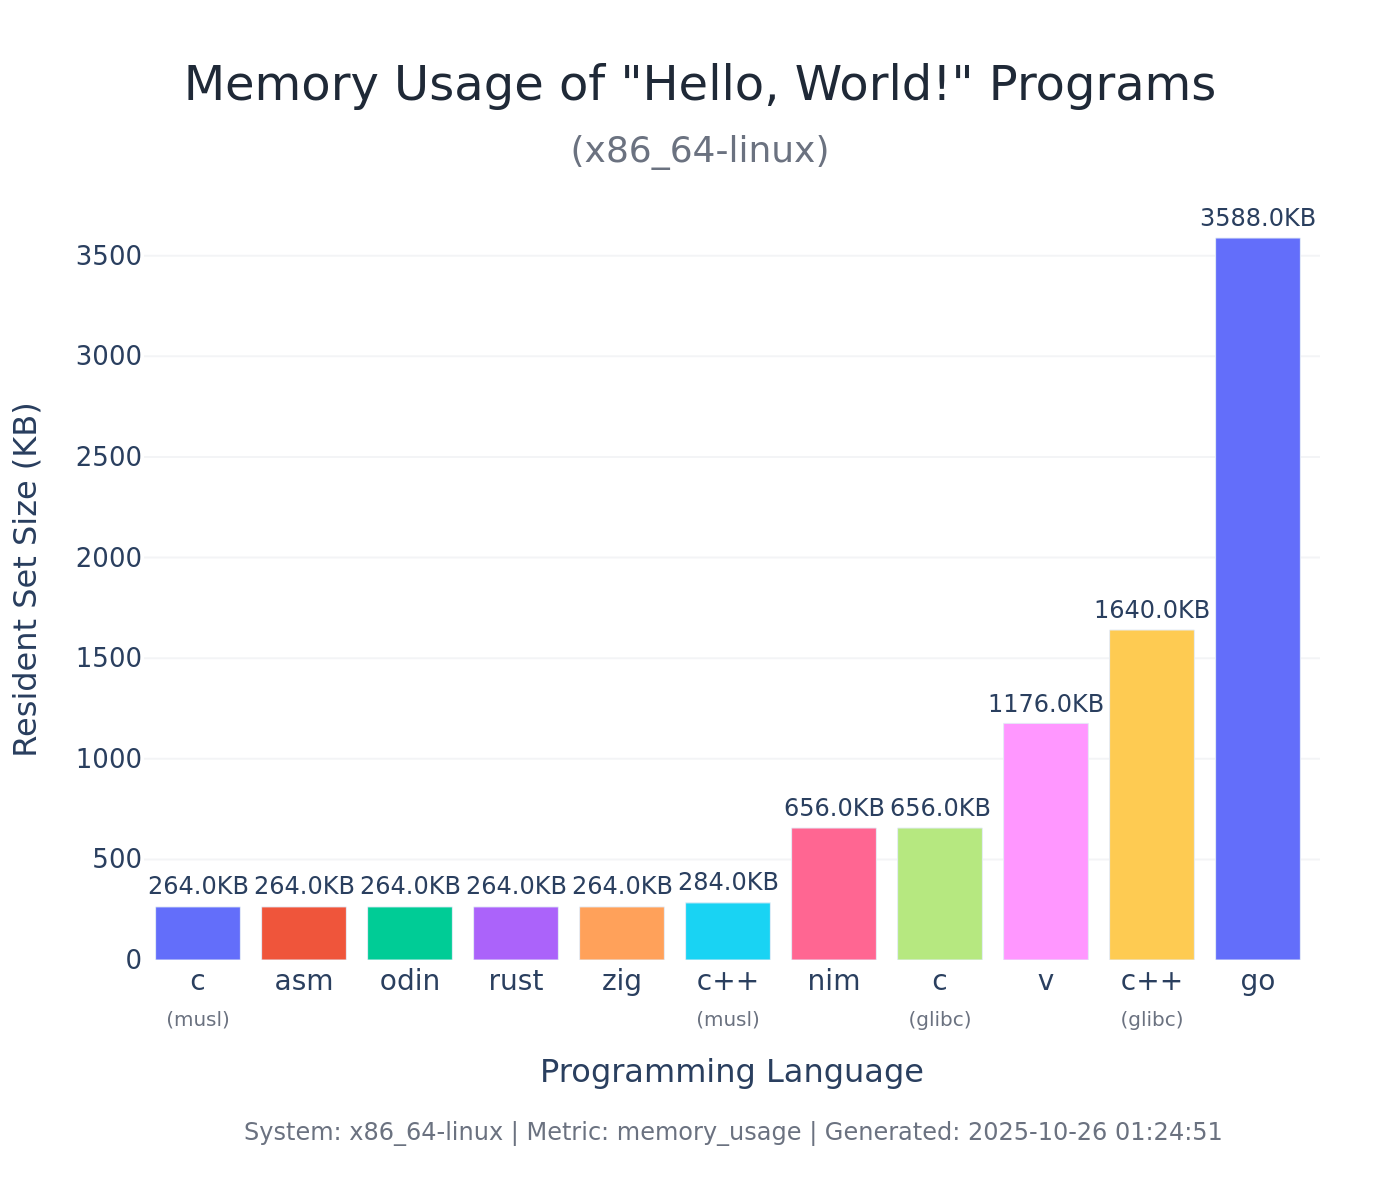 Memory Usage of "Hello, World!" Programs
(x86_64-linux)
Resident Set Size (KB)
3500
3000
2500
2000
1500
1000
500
0
264.0KB 264.0KB 264.0KB 264.0KB 264.0KB 284.0KB 656.0KB 656.0KB 1176.0KB 1640.0KB 3588.0KB
c asm odin rust zig c++ nim c v c++ go
(musl) (musl) (glibc) (glibc)
Programming Language
System: x86_64-linux | Metric: memory_usage | Generated: 2025-10-26 01:24:51